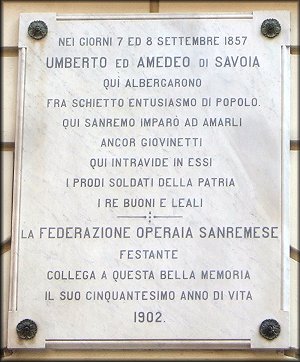 NEI GIORNI 7 ED 8 SETTEMBRE 1857
UMBERTO ED AMEDEO DI SAVOIA
QUÌ ALBERGARONO
FRA SCHIETTO ENTUSIASMO DI POPOLO.
QUI SANREMO IMPARÒ AD AMARLI
ANCOR GIOVINETTI
QUI INTRAVIDE IN ESSI
I PRODI SOLDATI DELLA PATRIA
I RE BUONI E LEALI
LA FEDERAZIONE OPERAIA SANREMESE
FESTANTE
COLLEGA A QUESTA BELLA MEMORIA
IL SUO CINQUANTESIMO ANNO DI VITA
1902.